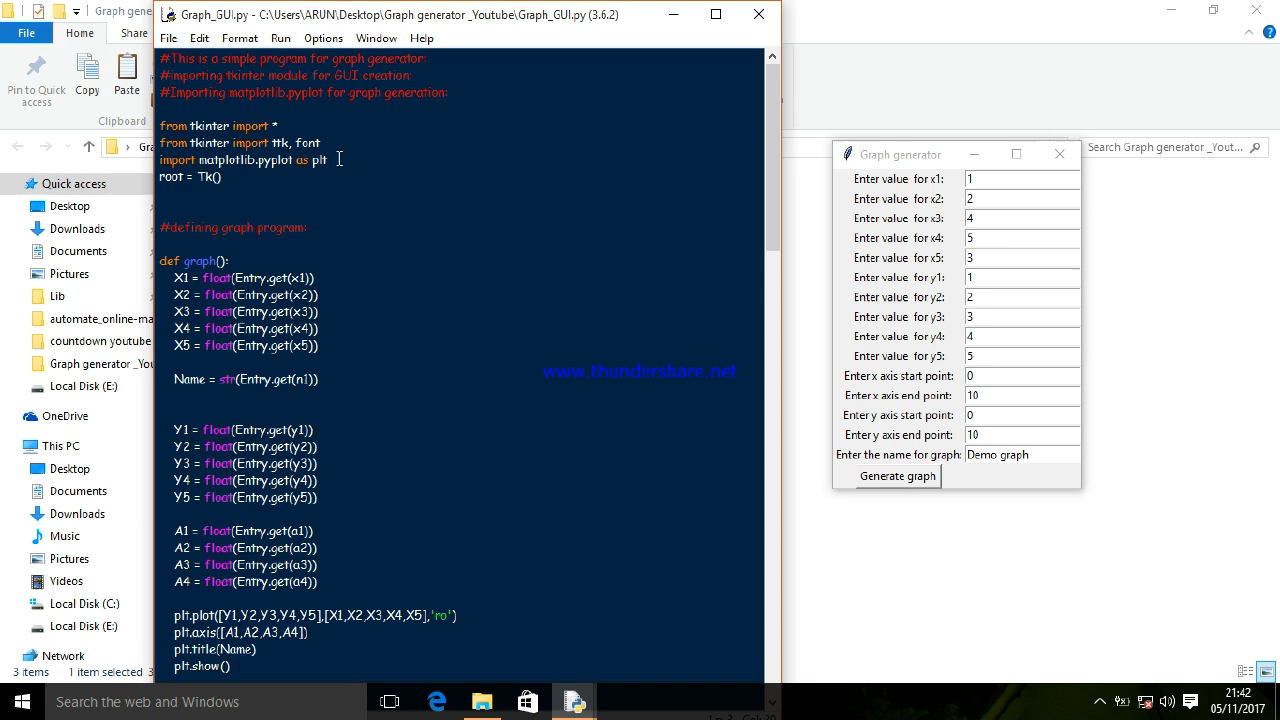 Graph gene
Graph_GUI.py - C:\Users\ARUN\Desktop\Graph generator _Youtube\Graph_GUI.py (3.6.2)
File
Home
Share
File Edit Format Run Options Window Help
Pin to Quick access
Copy
Paste
Clipboard
Gra
Search Graph generator _Yout...
Quick access
Desktop
Downloads
Documents
Pictures
Lib
automate_online-ma
countdown youtube
Graph generator _You
Local Disk (E:)
OneDrive
This PC
Desktop
Documents
Downloads
Music
Pictures
Videos
Local Disk (C:)
Local Disk (E:)
Network
3 items 1 item selected 3
#This is a simple program for graph generator:
#importing tkinter module for GUI creation:
#Importing matplotlib.pyplot for graph generation:
from tkinter import *
from tkinter import ttk, font
import matplotlib.pyplot as plt
root = Tk()
#defining graph program:
def graph():
X1 = float(Entry.get(x1))
X2 = float(Entry.get(x2))
X3 = float(Entry.get(x3))
X4 = float(Entry.get(x4))
X5 = float(Entry.get(x5))
Name = str(Entry.get(n1))
Y1 = float(Entry.get(y1))
Y2 = float(Entry.get(y2))
Y3 = float(Entry.get(y3))
Y4 = float(Entry.get(y4))
Y5 = float(Entry.get(y5))
A1 = float(Entry.get(a1))
A2 = float(Entry.get(a2))
A3 = float(Entry.get(a3))
A4 = float(Entry.get(a4))
plt.plot([Y1,Y2,Y3,Y4,Y5],[X1,X2,X3,X4,X5],'ro')
plt.axis([A1,A2,A3,A4])
plt.title(Name)
plt.show()
www.thundershare.net
Graph generator
Enter value for x1: 1
Enter value for x2: 2
Enter value for x3: 4
Enter value for x4: 5
Enter value for x5: 3
Enter value for y1: 1
Enter value for y2: 2
Enter value for y3: 3
Enter value for y4: 4
Enter value for y5: 5
Enter x axis start point: 0
Enter x axis end point: 10
Enter y axis start point: 0
Enter y axis end point: 10
Enter the name for graph: Demo graph
Generate graph
Search the web and Windows
21:42
05/11/2017